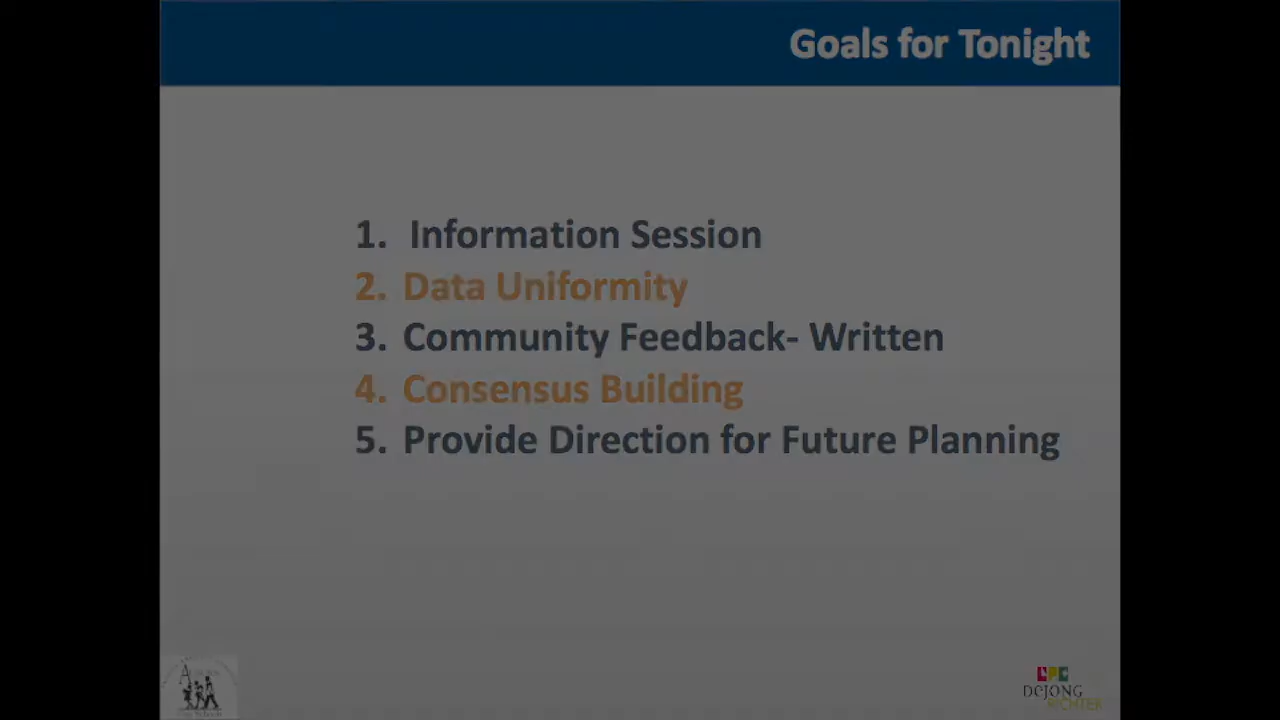 Goals for Tonight
1. Information Session
2. Data Uniformity
3. Community Feedback- Written
4. Consensus Building
5. Provide Direction for Future Planning
DEJONG
RICHTER